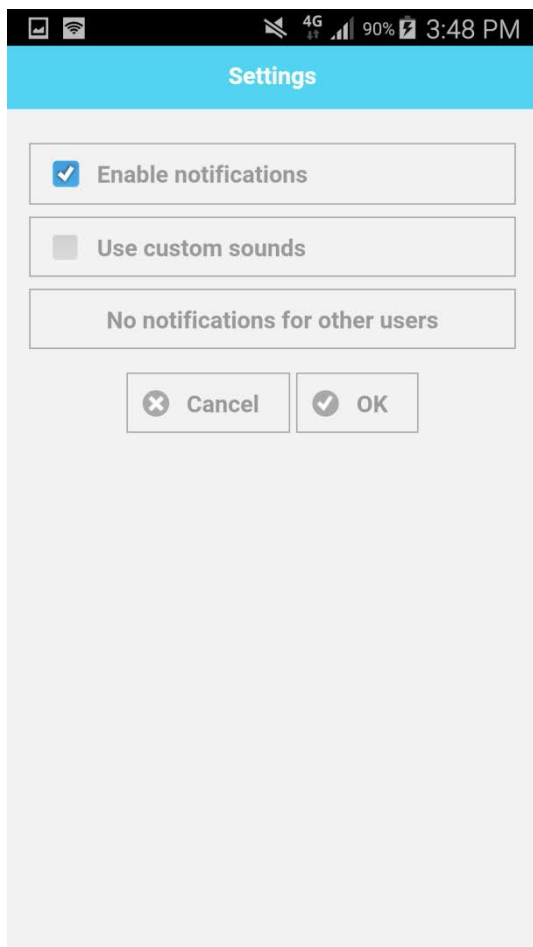 4G 90% 3:48 PM
Settings
Enable notifications
Use custom sounds
No notifications for other users
Cancel OK